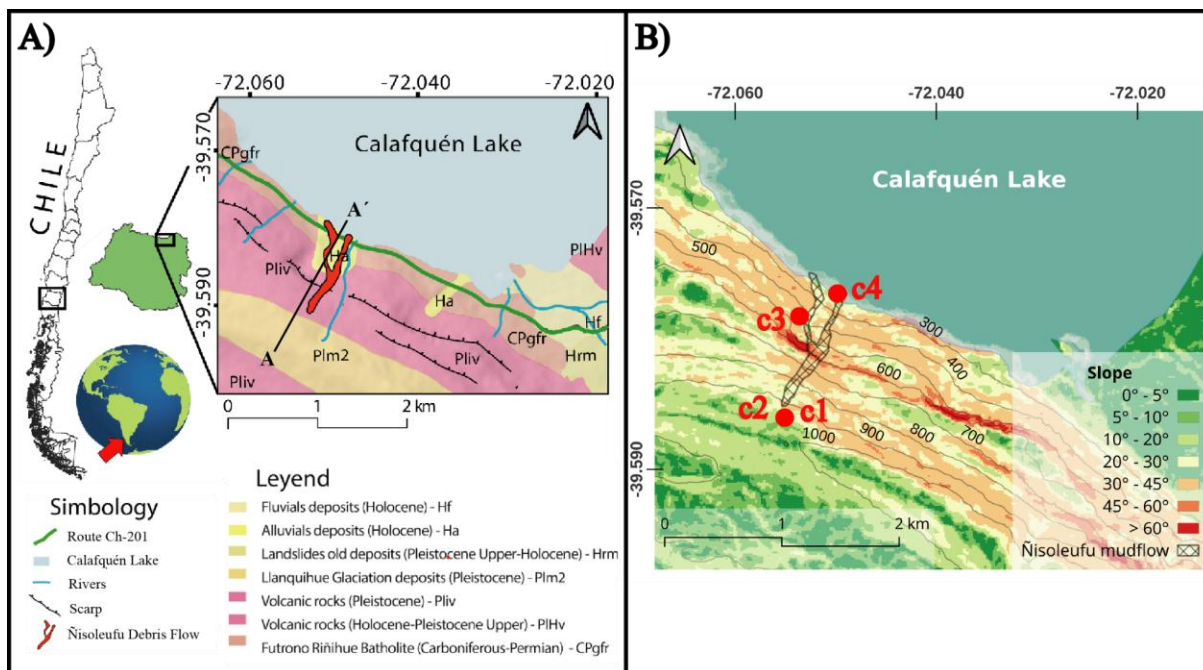 A)
-72.060
-72.040
-72.020
-39.570
-39.590
CHILE
Calafquén Lake
CPgfr
A´
Ha
Pliv
PlHv
Ha
Hf
A
Plm2
Pliv
CPgfr
Hrm
Pliv
0
1
2 km
Simbology
Route Ch-201
Calafquén Lake
Rivers
Scarp
Ñisoleufu Debris Flow
Leyend
Fluvials deposits (Holocene) - Hf
Alluvials deposits (Holocene) - Ha
Landslides old deposits (Pleistocene Upper-Holocene) - Hrm
Llanquihue Glaciation deposits (Pleistocene) - Plm2
Volcanic rocks (Pleistocene) - Pliv
Volcanic rocks (Holocene-Pleistocene Upper) - PlHv
Futrono Riñihue Batholite (Carboniferous-Permian) - CPgfr
B)
-72.060
-72.040
-72.020
-39.570
-39.590
Calafquén Lake
500
c4
c3
300
400
600
c2 c1
700
800
900
1000
0
1
2 km
Slope
0° - 5°
5° - 10°
10° - 20°
20° - 30°
30° - 45°
45° - 60°
> 60°
Ñisoleufu mudflow